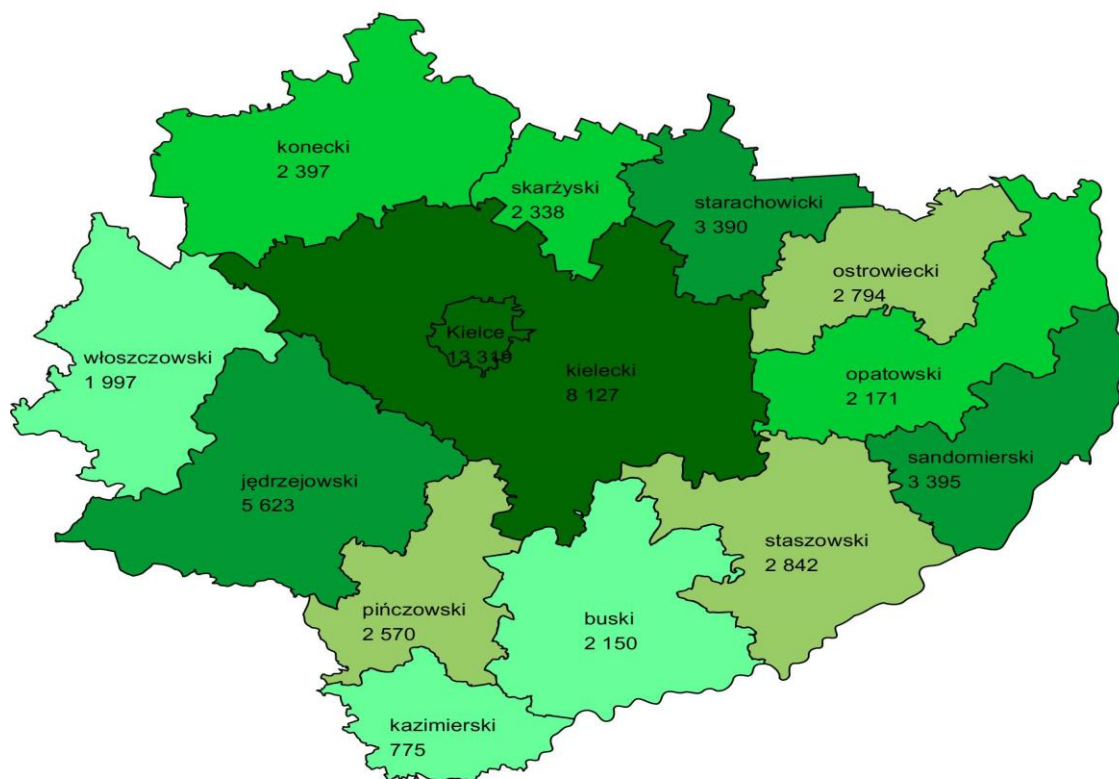 konecki
2 397
skarżyski
2 338
starachowicki
3 390
ostrowiecki
2 794
włoszczowski
1 997
Kielce
13 319
kielecki
8 127
opatowski
2 171
jędrzejowski
5 623
sandomierski
3 395
staszowski
2 842
pińczowski
2 570
buski
2 150
kazimierski
775